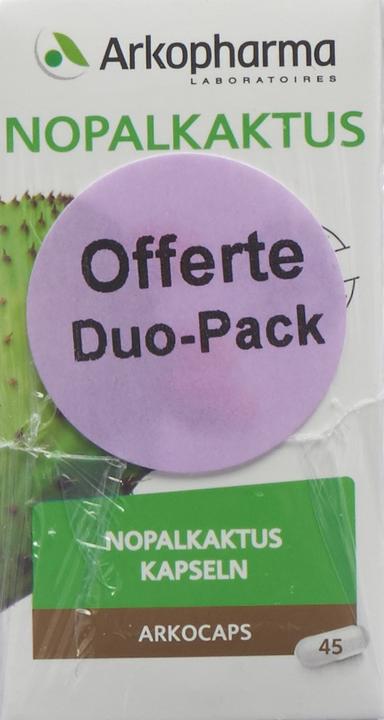 Arkopharma
LABORATOIRES
NOPALKAKTUS
Offerte
Duo-Pack
NOPALKAKTUS
KAPSELN
ARKOCAPS
45